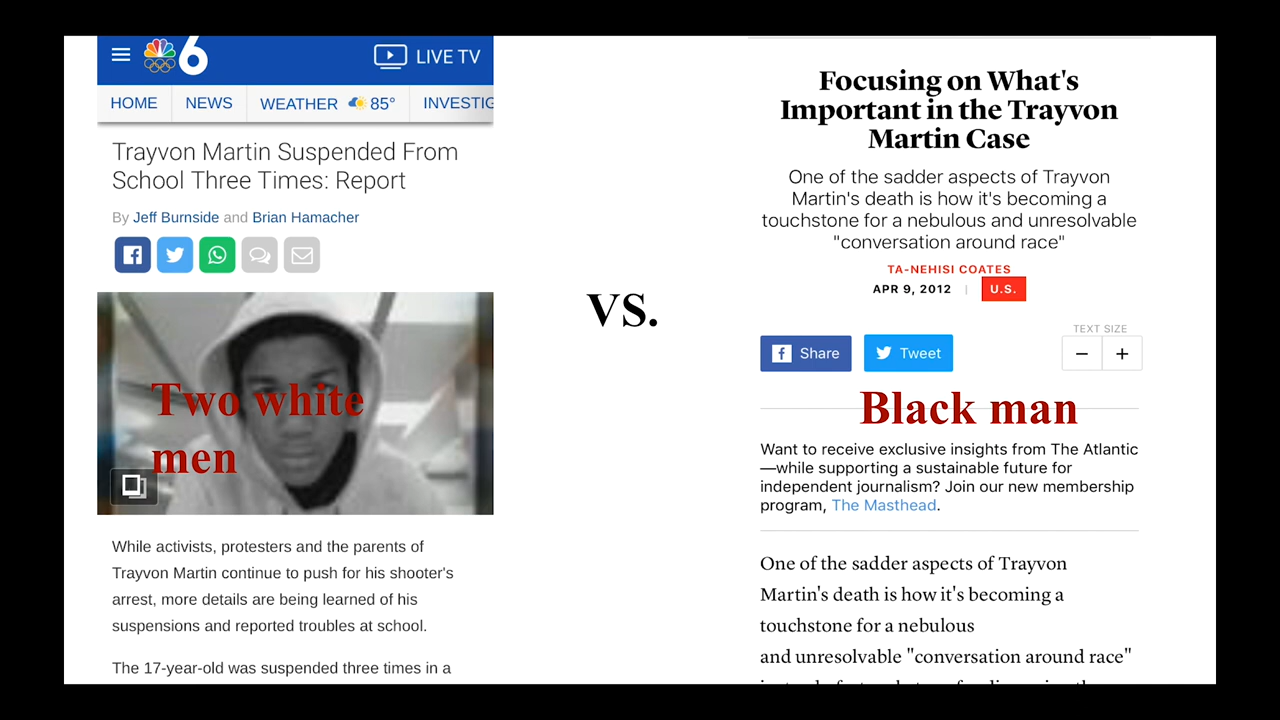 6
LIVE TV
HOME
NEWS
WEATHER
85°
INVESTIG
Trayvon Martin Suspended From
School Three Times: Report
By Jeff Burnside and Brian Hamacher
Two white
men
While activists, protesters and the parents of
Trayvon Martin continue to push for his shooter's
arrest, more details are being learned of his
suspensions and reported troubles at school.
The 17-year-old was suspended three times in a
vs.
Focusing on What's
Important in the Trayvon
Martin Case
One of the sadder aspects of Trayvon
Martin's death is how it's becoming a
touchstone for a nebulous and unresolvable
"conversation around race"
TA-NEHISI COATES
APR 9, 2012 | U.S.
TEXT SIZE
Share
Tweet
− +
Black man
Want to receive exclusive insights from The Atlantic
—while supporting a sustainable future for
independent journalism? Join our new membership
program, The Masthead.
One of the sadder aspects of Trayvon
Martin's death is how it's becoming a
touchstone for a nebulous
and unresolvable "conversation around race"